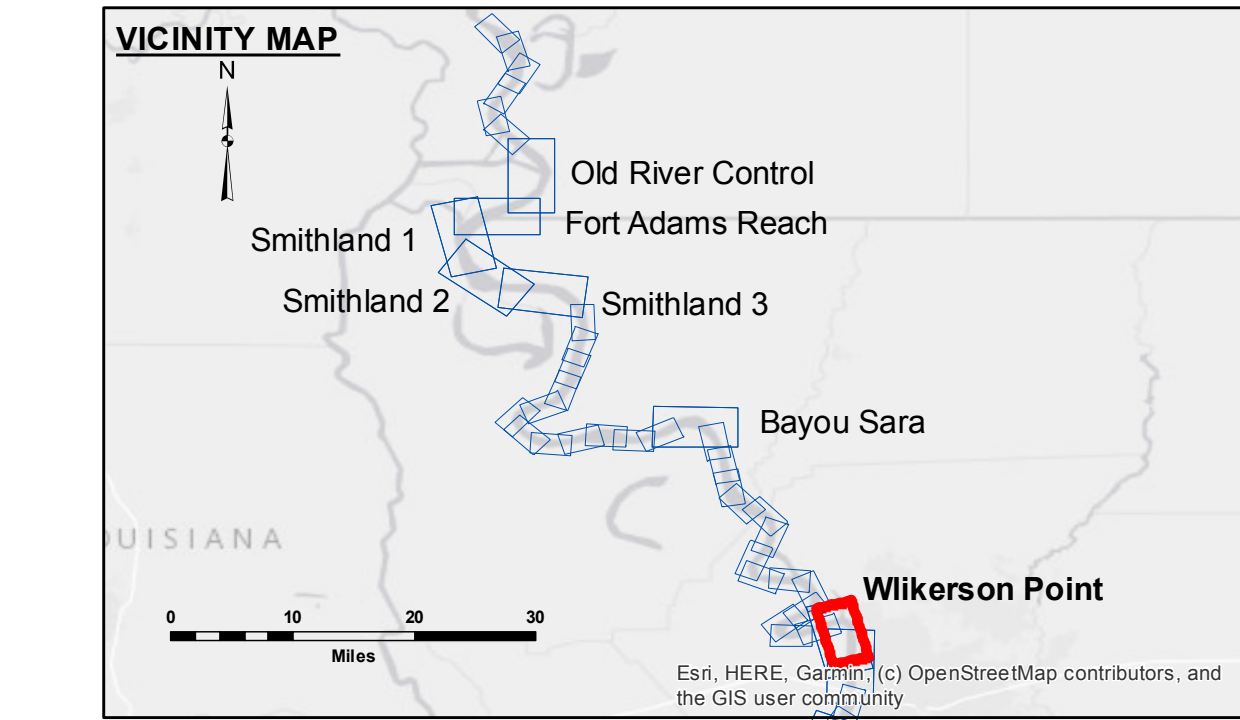 VICINITY MAP
N
Old River Control
Fort Adams Reach
Smithland 1
Smithland 2
Smithland 3
Bayou Sara
OUISIANA
Wlikerson Point
0 10 20 30
Miles
Esri, HERE, Garmin, (c) OpenStreetMap contributors, and
the GIS user community